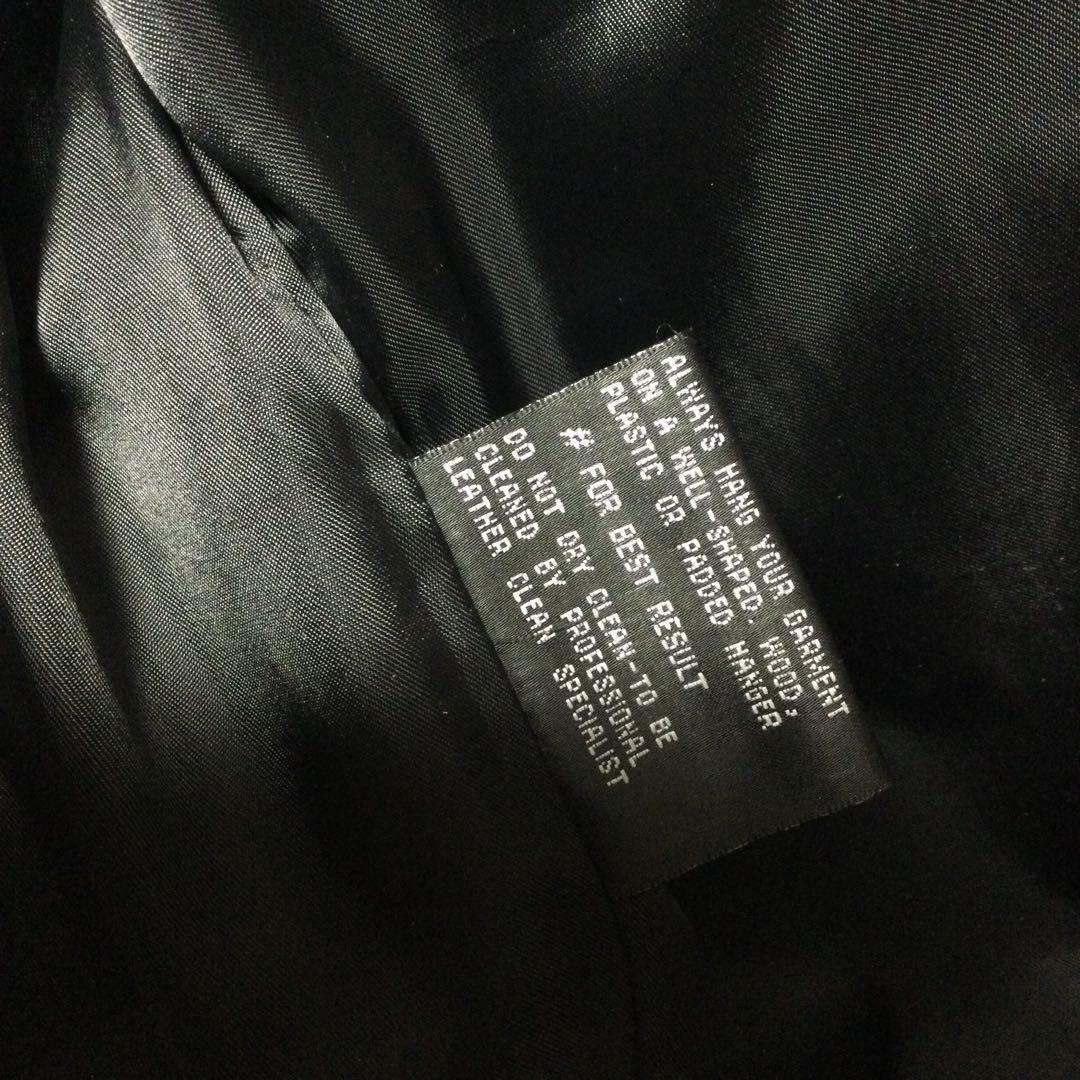 ALWAYS HANG YOUR GARMENT
ON A WELL-SHAPED. WOOD,
PLASTIC OR PADDED HANGER
# FOR BEST RESULT
DO NOT DRY CLEAN-TO BE
CLEANED BY PROFESSIONAL
LEATHER CLEAN SPECIALIST